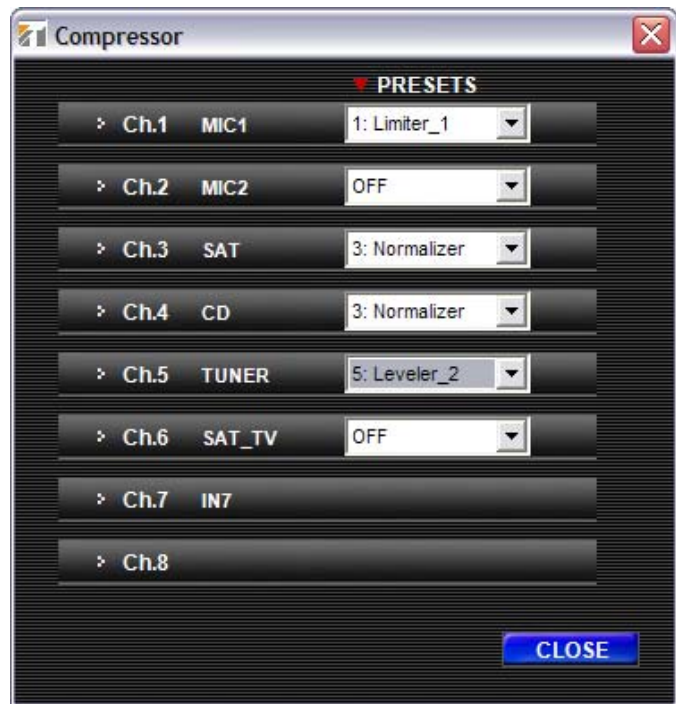 Compressor
PRESETS
Ch.1 MIC1 1: Limiter_1
Ch.2 MIC2 OFF
Ch.3 SAT 3: Normalizer
Ch.4 CD 3: Normalizer
Ch.5 TUNER 5: Leveler_2
Ch.6 SAT_TV OFF
Ch.7 IN7
Ch.8
CLOSE